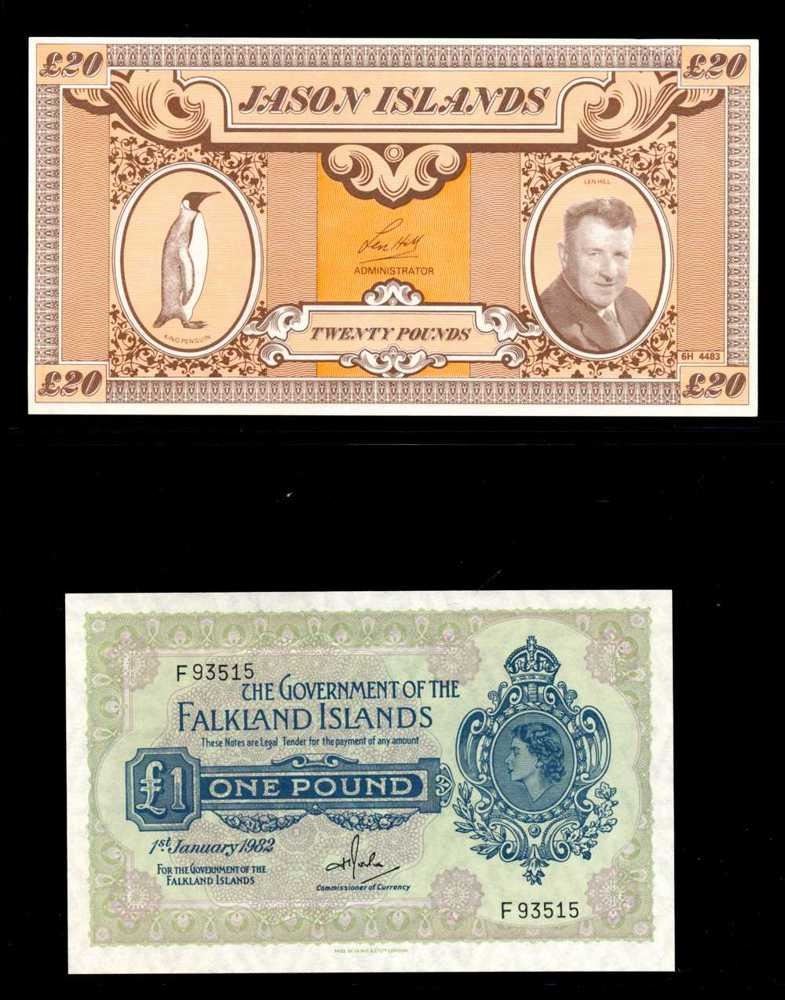 £20 £20
JASON ISLANDS
LEN HILL
Len Hill
ADMINISTRATOR
KING PENGUIN
TWENTY POUNDS
6H 4483
£20 £20
F 93515
THE GOVERNMENT OF THE
FALKLAND ISLANDS
These Notes are Legal Tender for the payment of any amount
£1 ONE POUND
1st January 1982
FOR THE GOVERNMENT OF THE
FALKLAND ISLANDS
Commissioner of Currency
F 93515